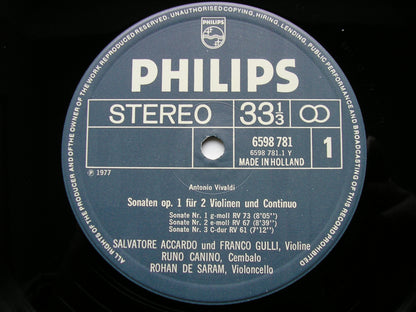 ALL RIGHTS OF THE PRODUCER AND OF THE OWNER OF THE WORK REPRODUCED RESERVED. UNAUTHORISED COPYING, HIRING, LENDING, PUBLIC PERFORMANCE AND BROADCASTING OF THIS RECORD PROHIBITED
PHILIPS
PHILIPS
STEREO 33 1/3
6598 781
6598 781.1 Y
MADE IN HOLLAND
1
℗ 1977
Antonio Vivaldi
Sonaten op. 1 für 2 Violinen und Continuo
Sonate Nr. 1 g-moll RV 73 (8'05'')
Sonate Nr. 2 e-moll RV 67 (8'39'')
Sonate Nr. 3 C-dur RV 61 (7'12'')
SALVATORE ACCARDO und FRANCO GULLI, Violine
RUNO CANINO, Cembalo
ROHAN DE SARAM, Violoncello